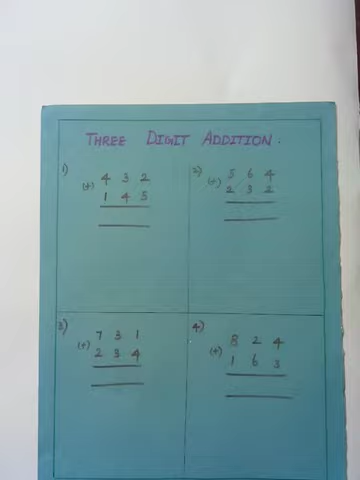 THREE DIGIT ADDITION :
1)
4 3 2
(+)
1 4 5
2)
5 6 4
(+)
2 3 2
3)
7 3 1
(+)
2 3 4
4)
8 2 4
(+)
1 6 3